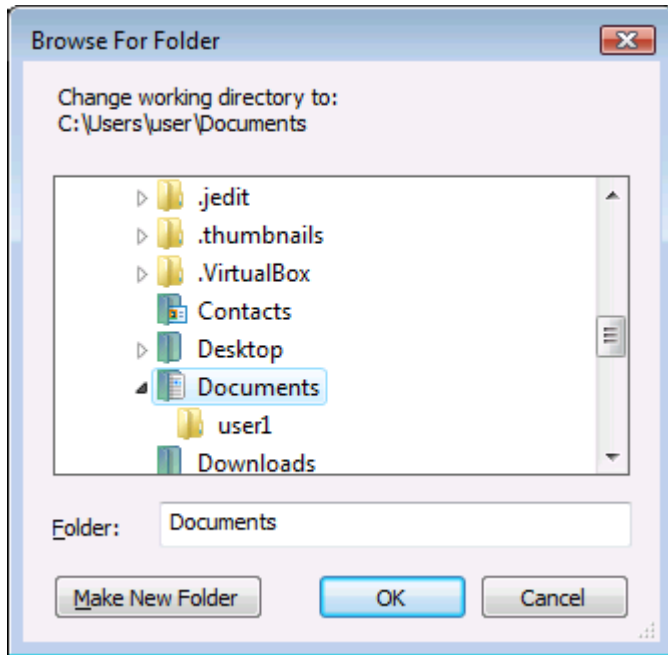 Browse For Folder
Change working directory to:
C:\Users\user\Documents
.jedit
.thumbnails
.VirtualBox
Contacts
Desktop
Documents
user1
Downloads
Folder: Documents
Make New Folder OK Cancel